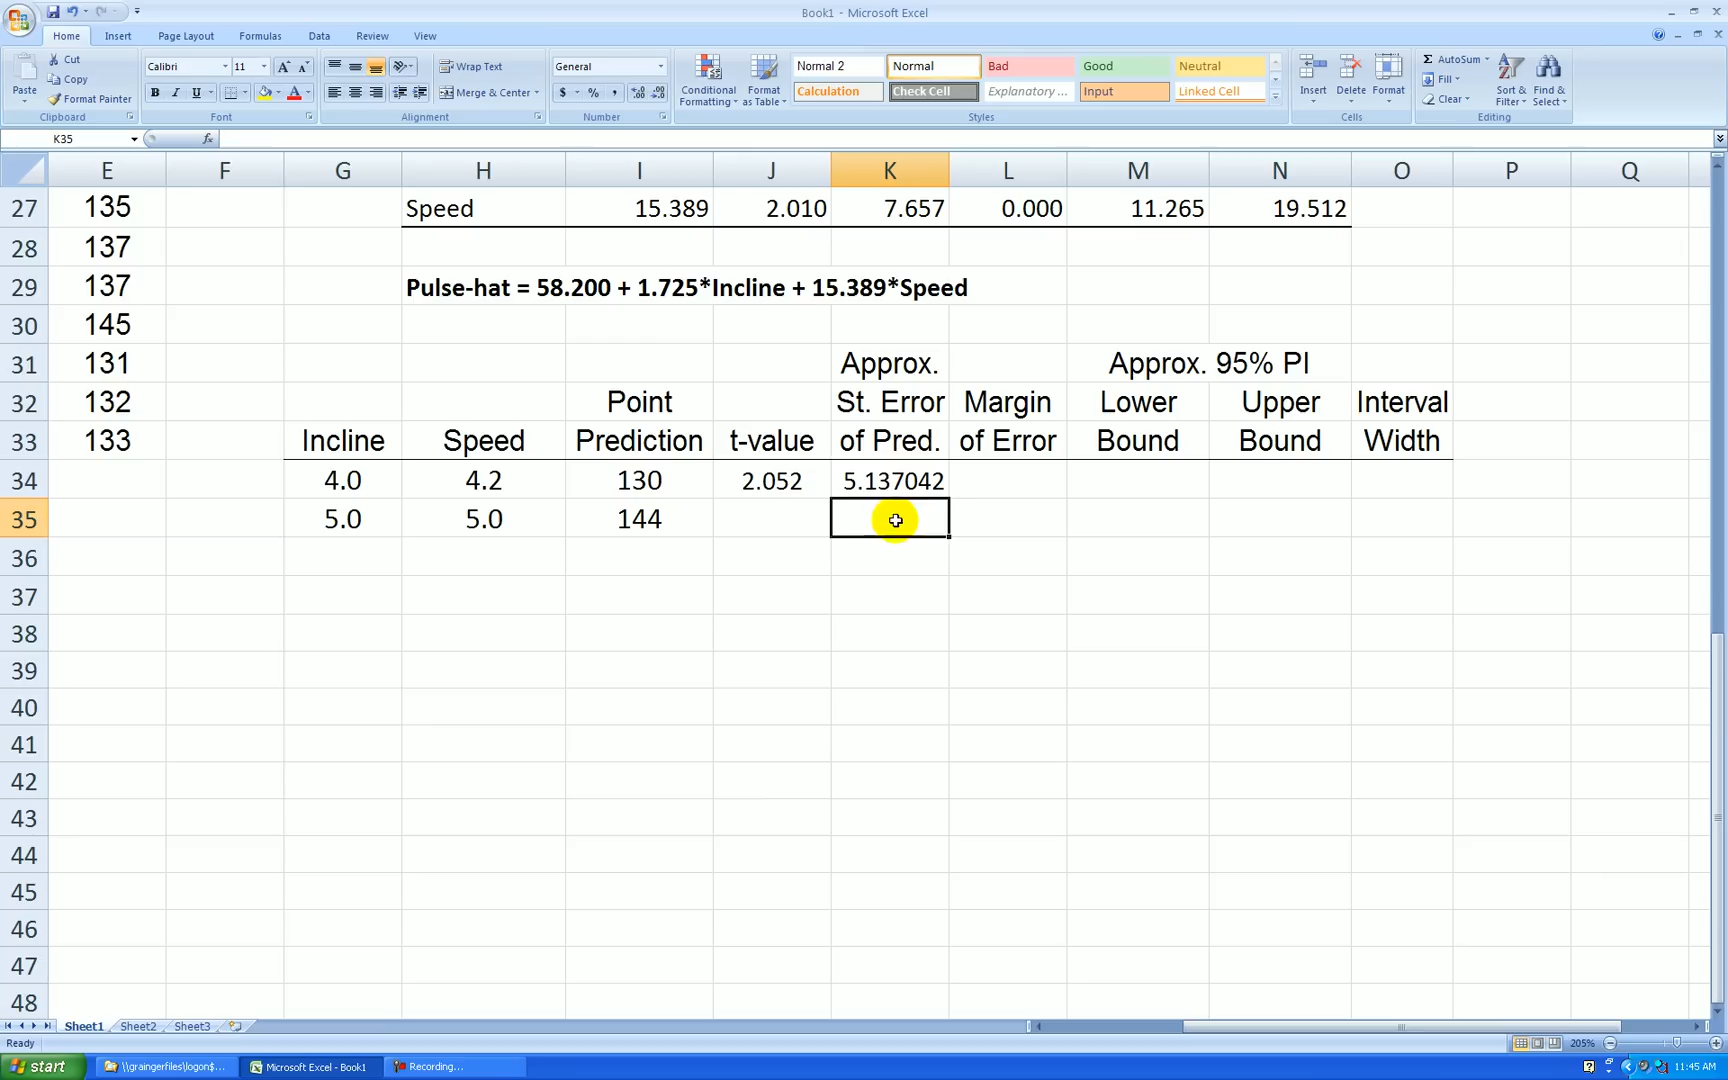 Book1 - Microsoft Excel
Home Insert Page Layout Formulas Data Review View
Paste
Cut
Copy
Format Painter
Clipboard
Calibri 11
B I U
Font
Wrap Text
Merge & Center
Alignment
General
$ % ,
Number
Conditional Formatting
Format as Table
Normal 2 Normal Bad Good Neutral
Calculation Check Cell Explanatory ... Input Linked Cell
Styles
Insert Delete Format
Cells
AutoSum
Fill
Clear
Sort & Filter
Find & Select
Editing
K35 fx
E F G H I J K L M N O P Q
27 135 Speed 15.389 2.010 7.657 0.000 11.265 19.512
28 137
29 137 Pulse-hat = 58.200 + 1.725*Incline + 15.389*Speed
30 145
31 131 Approx. Approx. 95% PI
32 132 Point St. Error Margin Lower Upper Interval
33 133 Incline Speed Prediction t-value of Pred. of Error Bound Bound Width
34 4.0 4.2 130 2.052 5.137042
35 5.0 5.0 144
36
37
38
39
40
41
42
43
44
45
46
47
48
Sheet1 Sheet2 Sheet3
Ready 205%
start \\graingerfiles\logon$... Microsoft Excel - Book1 Recording... 11:45 AM